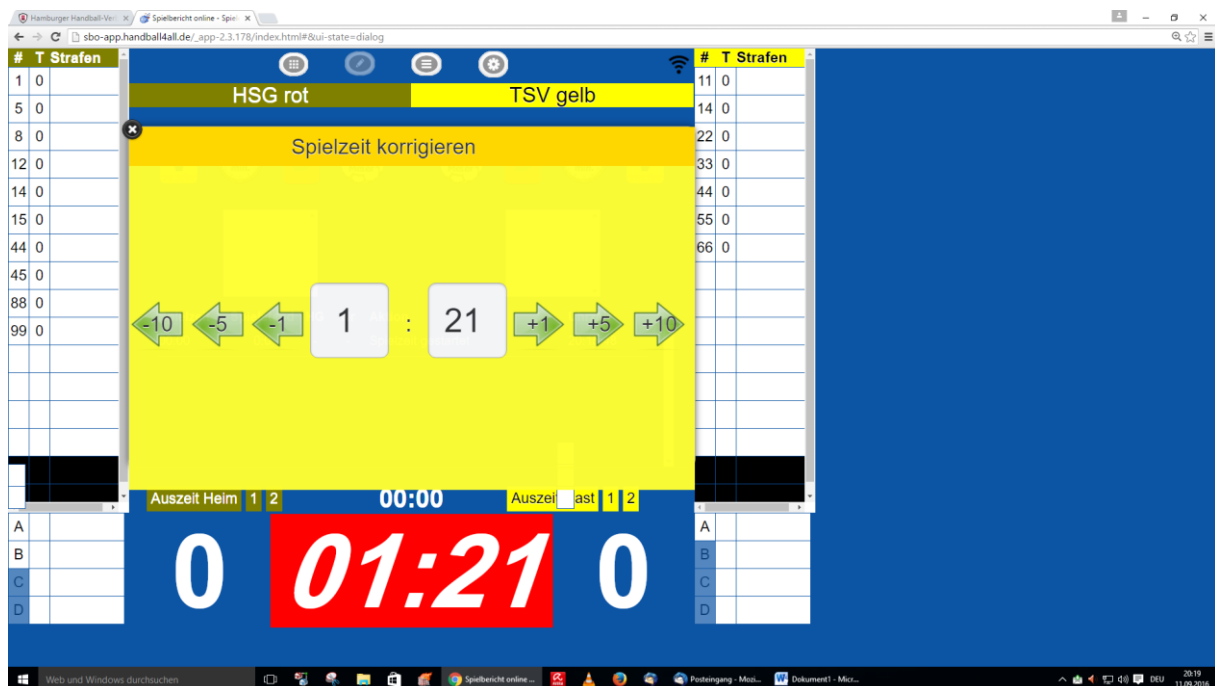 Hamburger Handball-Ver
Spielbericht online - Spiel
sbo-app.handball4all.de/_app-2.3.178/index.html#&ui-state=dialog
# T Strafen
1 0
5 0
8 0
12 0
14 0
15 0
44 0
45 0
88 0
99 0
A
B
C
D
HSG rot
TSV gelb
Spielzeit korrigieren
-10 -5 -1 1 : 21 +1 +5 +10
Auszeit Heim 1 2
00:00
Auszei ast 1 2
0 01:21 0
# T Strafen
11 0
14 0
22 0
33 0
44 0
55 0
66 0
A
B
C
D
Web und Windows durchsuchen
Spielbericht online ...
Posteingang - Mozi...
Dokument1 - Micr...
DEU
20:19
11.09.2016